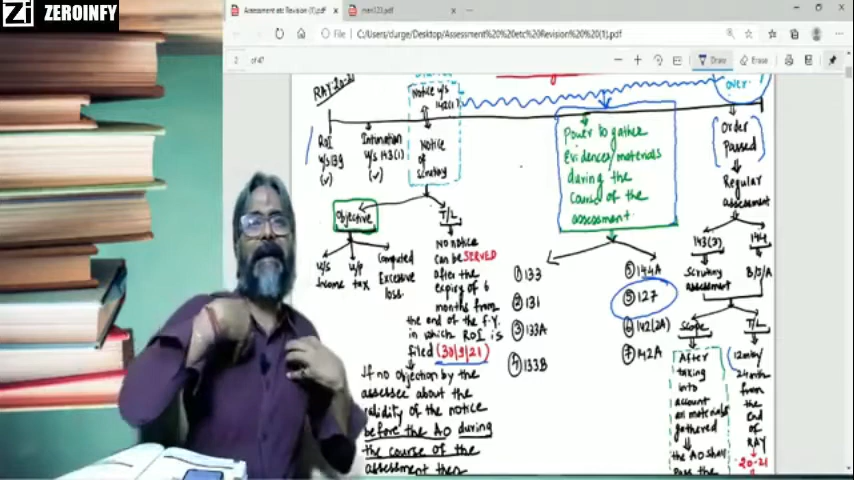 Zi ZEROINFY
Assessment etc Revision (1).pdf
File
C:/Users/durge/Desktop/Assessment%20%20etc%20Revision%20%20(1).pdf
2
of 47
Draw
Erase
RAY-20-21
Notice u/s
142(1)
over.
RoI
u/s 139
(✓)
Intimation
u/s 143(1)
(✓)
Notice
of
scrutiny
Power to gather
Evidences/materials
during the
course of the
assessment.
Order
Passed
Regular
assessment
Objective
T/L
u/s
Income
u/p
tax
Computed
Excessive
loss.
No notice
can be SERVED
after the
expiry of 6
months from
the end of the f.Y.
in which RoI is
filed (30/9/21)
If no objection by the
assessee about the
validity of the notice
before the AO during
the course of the
assessment then
① 133
② 131
③ 133A
④ 133B
⑤ 144A
⑤ 127
⑥ 142(2A)
⑦ 142A
143(3)
Scrutiny
assessment
144
B/J/A
Scope
T/L
After
taking
into
account
all materials
gathered
the AO shall
pass the
12mths/
24mths
from
the
end
of
RAY
20-21